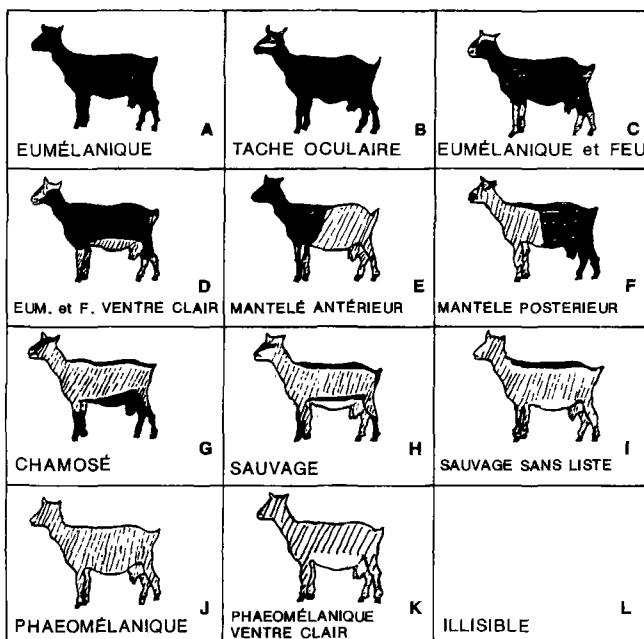 A
EUMÉLANIQUE
B
TACHE OCULAIRE
C
EUMÉLANIQUE et FEU
D
EUM. et F. VENTRE CLAIR
E
MANTELÉ ANTÉRIEUR
F
MANTELE POSTERIEUR
G
CHAMOSÉ
H
SAUVAGE
I
SAUVAGE SANS LISTE
J
PHAEOMÉLANIQUE
K
PHAEOMÉLANIQUE
VENTRE CLAIR
L
ILLISIBLE